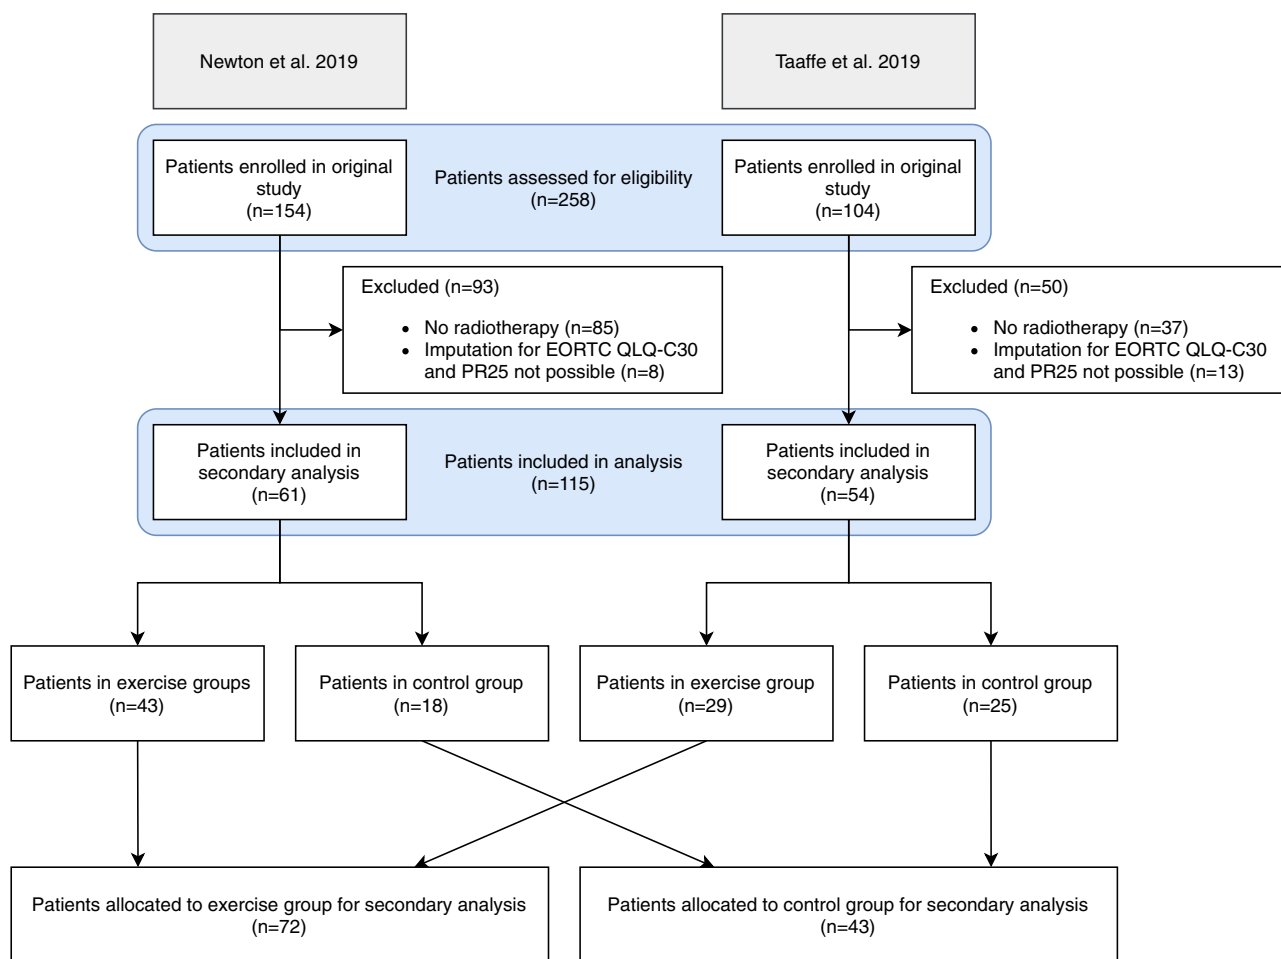 Newton et al. 2019
Taaffe et al. 2019
Patients enrolled in original
study
(n=154)
Patients assessed for eligibility
(n=258)
Patients enrolled in original
study
(n=104)
Excluded (n=93)
• No radiotherapy (n=85)
• Imputation for EORTC QLQ-C30
and PR25 not possible (n=8)
Excluded (n=50)
• No radiotherapy (n=37)
• Imputation for EORTC QLQ-C30
and PR25 not possible (n=13)
Patients included in
secondary analysis
(n=61)
Patients included in analysis
(n=115)
Patients included in
secondary analysis
(n=54)
Patients in exercise groups
(n=43)
Patients in control group
(n=18)
Patients in exercise group
(n=29)
Patients in control group
(n=25)
Patients allocated to exercise group for secondary analysis
(n=72)
Patients allocated to control group for secondary analysis
(n=43)